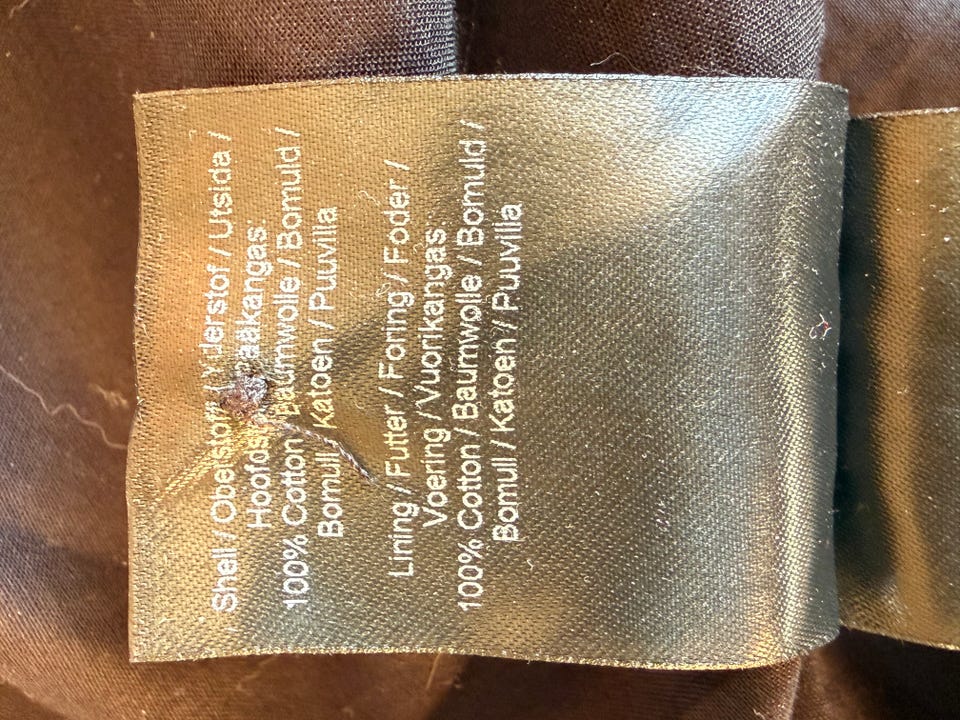 Shell / Oberstoff / Yderstof / Utsida /
100% Cotton / Baumwolle / Bomuld /
Bomull / Katoen / Puuvilla
Lining / Futter / Foring / Foder /
Voering / Vuorikangas:
100% Cotton / Baumwolle / Bomuld /
Bomull / Katoen / Puuvilla